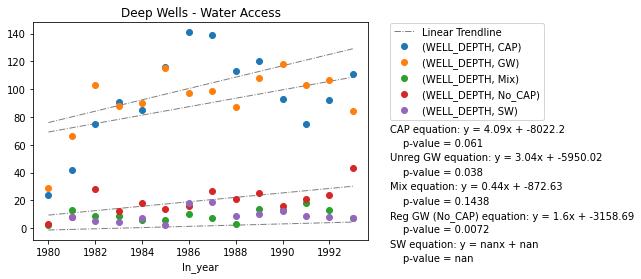 Deep Wells - Water Access
140
120
100
80
60
40
20
0
1980 1982 1984 1986 1988 1990 1992
In_year
Linear Trendline
(WELL_DEPTH, CAP)
(WELL_DEPTH, GW)
(WELL_DEPTH, Mix)
(WELL_DEPTH, No_CAP)
(WELL_DEPTH, SW)
CAP equation: y = 4.09x + -8022.2
p-value = 0.061
Unreg GW equation: y = 3.04x + -5950.02
p-value = 0.038
Mix equation: y = 0.44x + -872.63
p-value = 0.1438
Reg GW (No_CAP) equation: y = 1.6x + -3158.69
p-value = 0.0072
SW equation: y = nanx + nan
p-value = nan